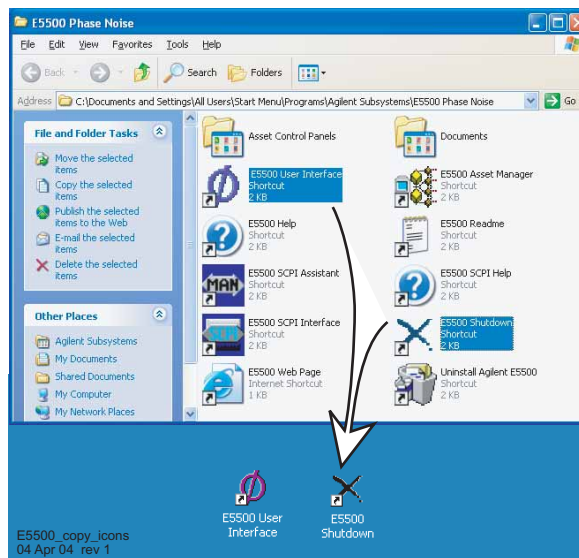 E5500 Phase Noise
File Edit View Favorites Tools Help
Back Search Folders
Address C:\Documents and Settings\All Users\Start Menu\Programs\Agilent Subsystems\E5500 Phase Noise Go
File and Folder Tasks
Move the selected
items
Copy the selected
items
Publish the selected
items to the Web
E-mail the selected
items
Delete the selected
items
Other Places
Agilent Subsystems
My Documents
Shared Documents
My Computer
My Network Places
Asset Control Panels
Documents
E5500 User Interface
Shortcut
2 KB
E5500 Asset Manager
Shortcut
2 KB
E5500 Help
Shortcut
2 KB
E5500 Readme
Shortcut
2 KB
MAN
E5500 SCPI Assistant
Shortcut
2 KB
E5500 SCPI Help
Shortcut
2 KB
SCPI
E5500 SCPI Interface
Shortcut
2 KB
E5500 Shutdown
Shortcut
2 KB
E5500 Web Page
Internet Shortcut
1 KB
Uninstall Agilent E5500
Shortcut
2 KB
E5500 User
Interface
E5500
Shutdown
E5500_copy_icons
04 Apr 04 rev 1